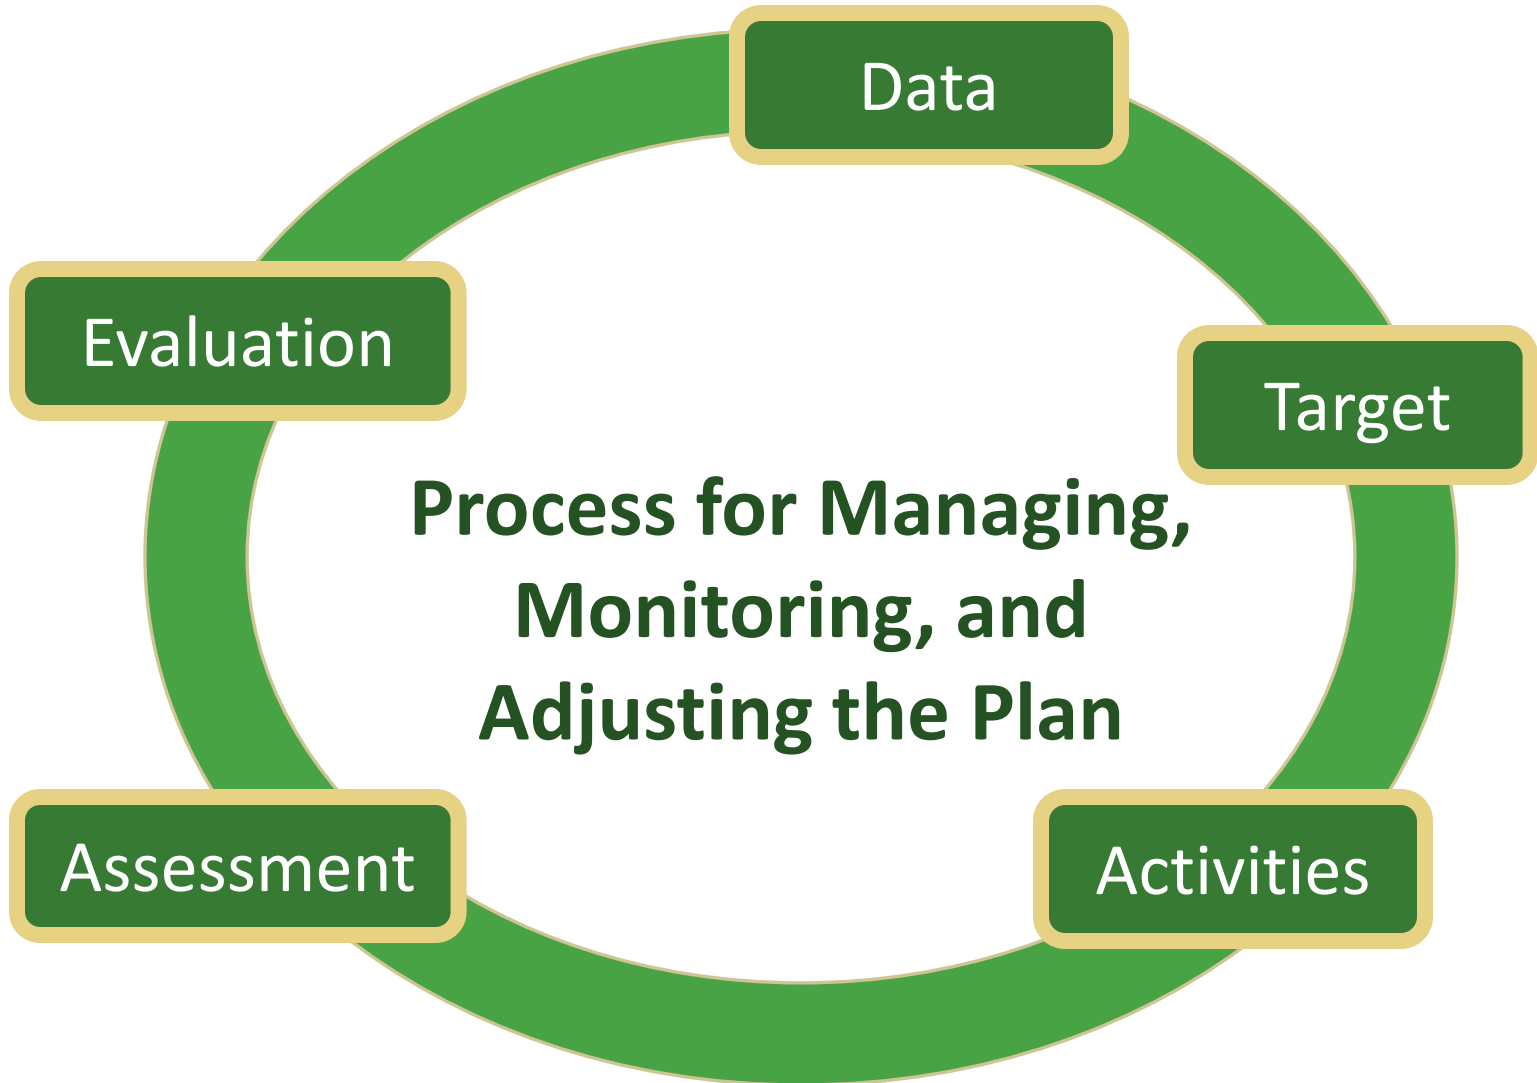 Data
Evaluation
Target
Process for Managing,
Monitoring, and
Adjusting the Plan
Assessment
Activities